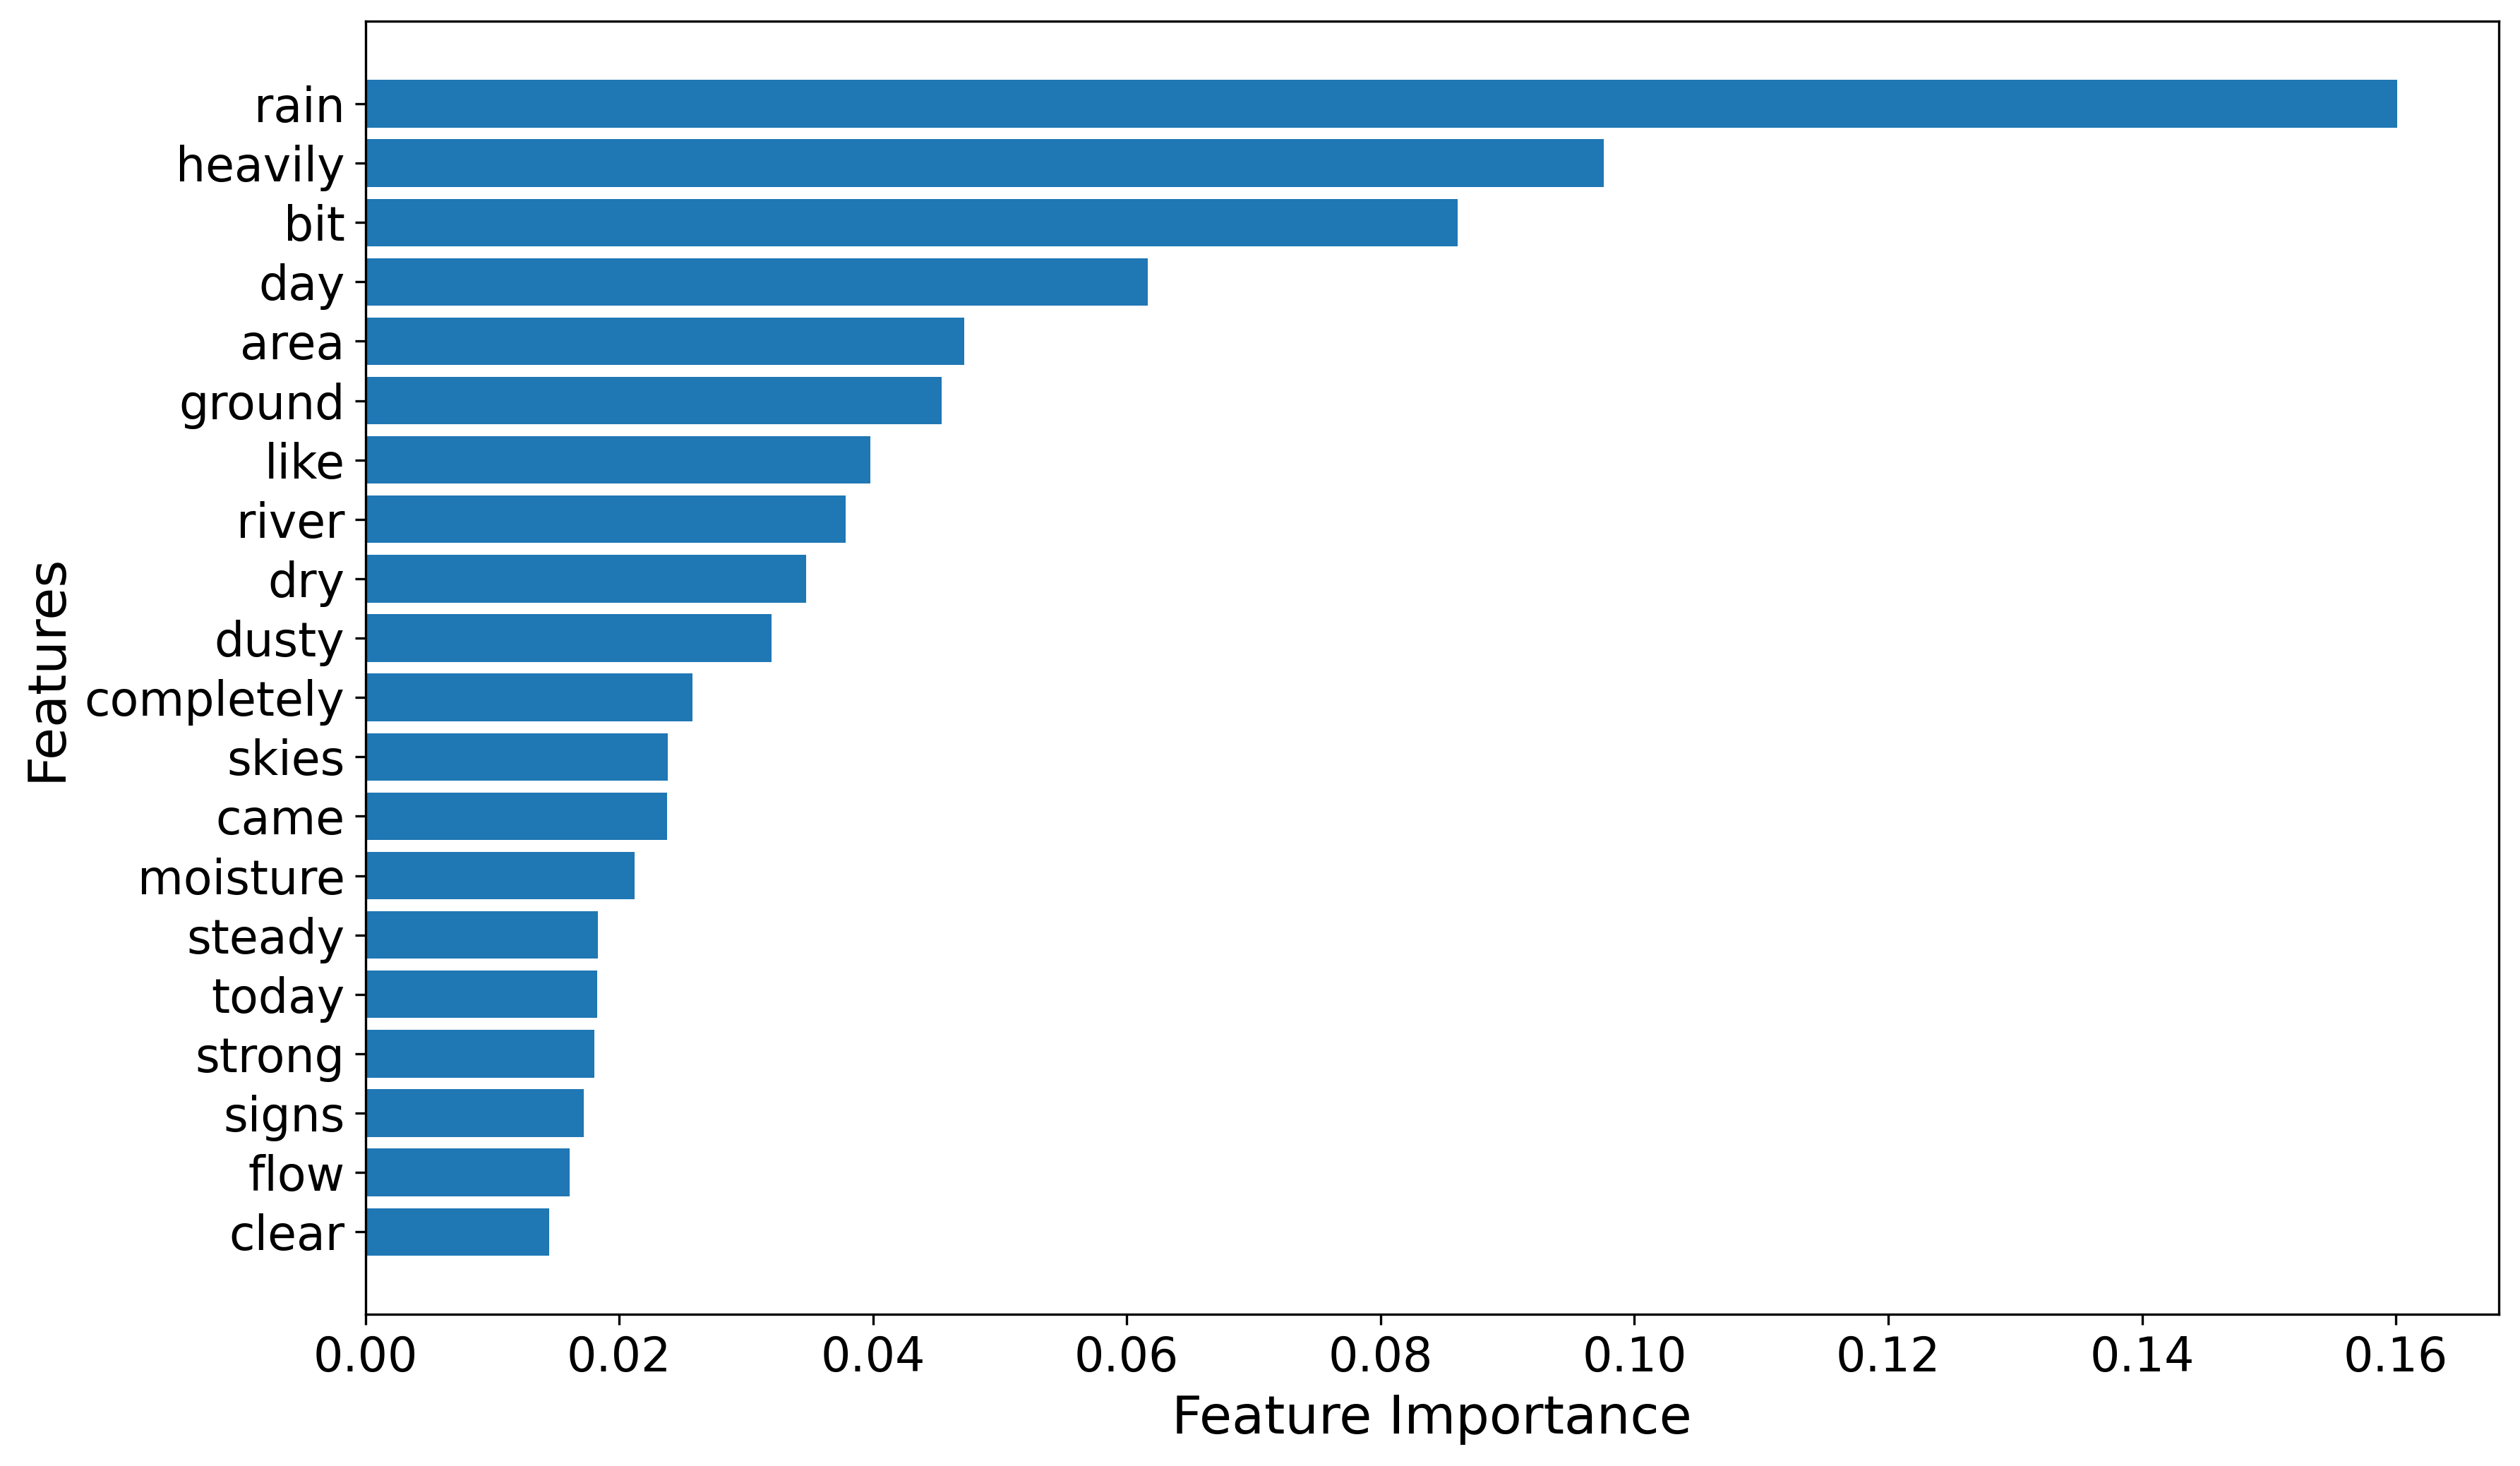 rain
heavily
bit
day
area
ground
like
river
dry
dusty
completely
skies
came
moisture
steady
today
strong
signs
flow
clear
Features
0.00 0.02 0.04 0.06 0.08 0.10 0.12 0.14 0.16
Feature Importance